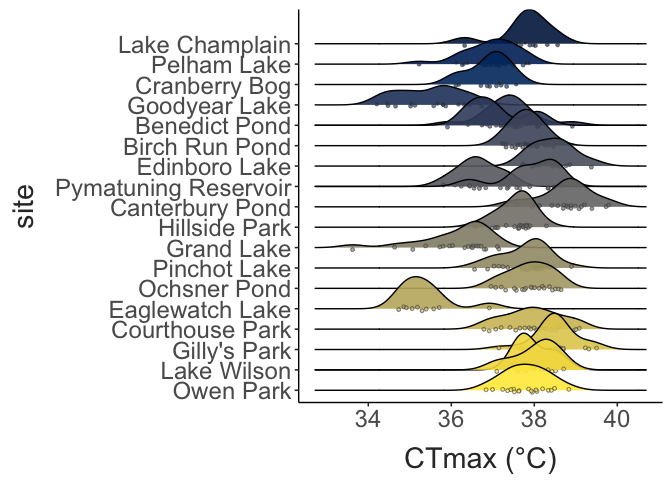 Lake Champlain
Pelham Lake
Cranberry Bog
Goodyear Lake
Benedict Pond
Birch Run Pond
Edinboro Lake
Pymatuning Reservoir
Canterbury Pond
Hillside Park
Grand Lake
Pinchot Lake
Ochsner Pond
Eaglewatch Lake
Courthouse Park
Gilly's Park
Lake Wilson
Owen Park
site
34 36 38 40
CTmax (°C)